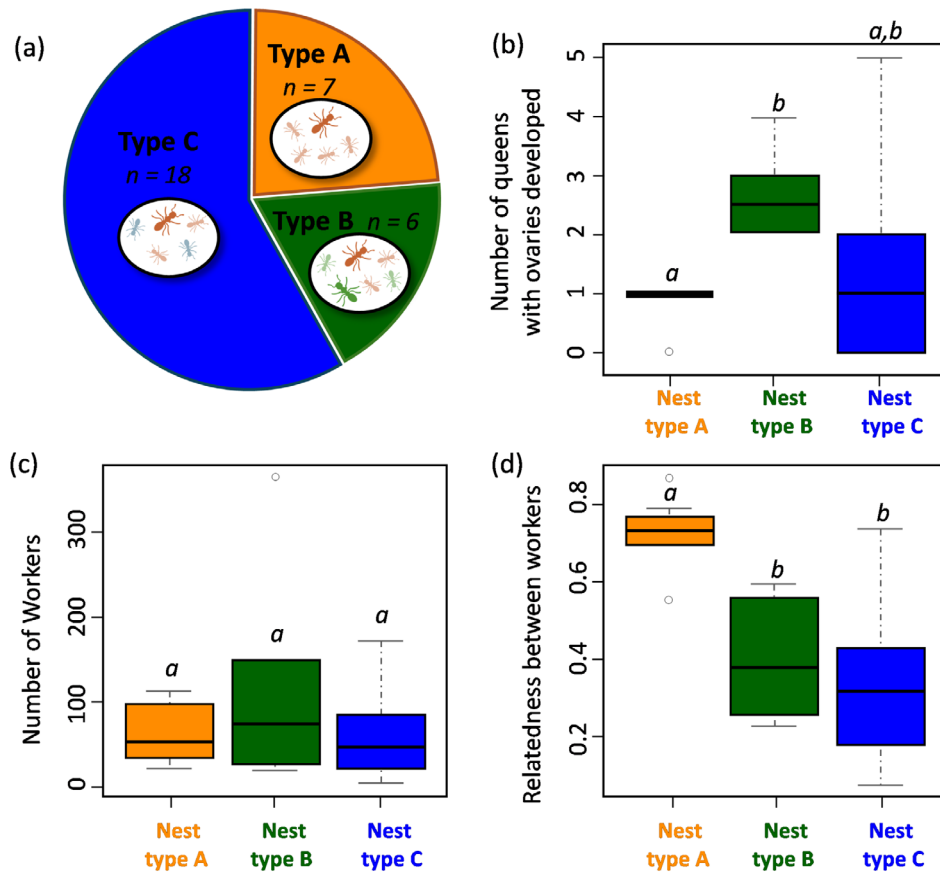 (a)
Type A
n = 7
Type C
n = 18
Type B n = 6
(b)
Number of queens
with ovaries developed
5
4
3
2
1
0
a
b
a,b
Nest
type A
Nest
type B
Nest
type C
(c)
Number of Workers
300
200
100
0
a
a
a
Nest
type A
Nest
type B
Nest
type C
(d)
Relatedness between workers
0.8
0.6
0.4
0.2
a
b
b
Nest
type A
Nest
type B
Nest
type C